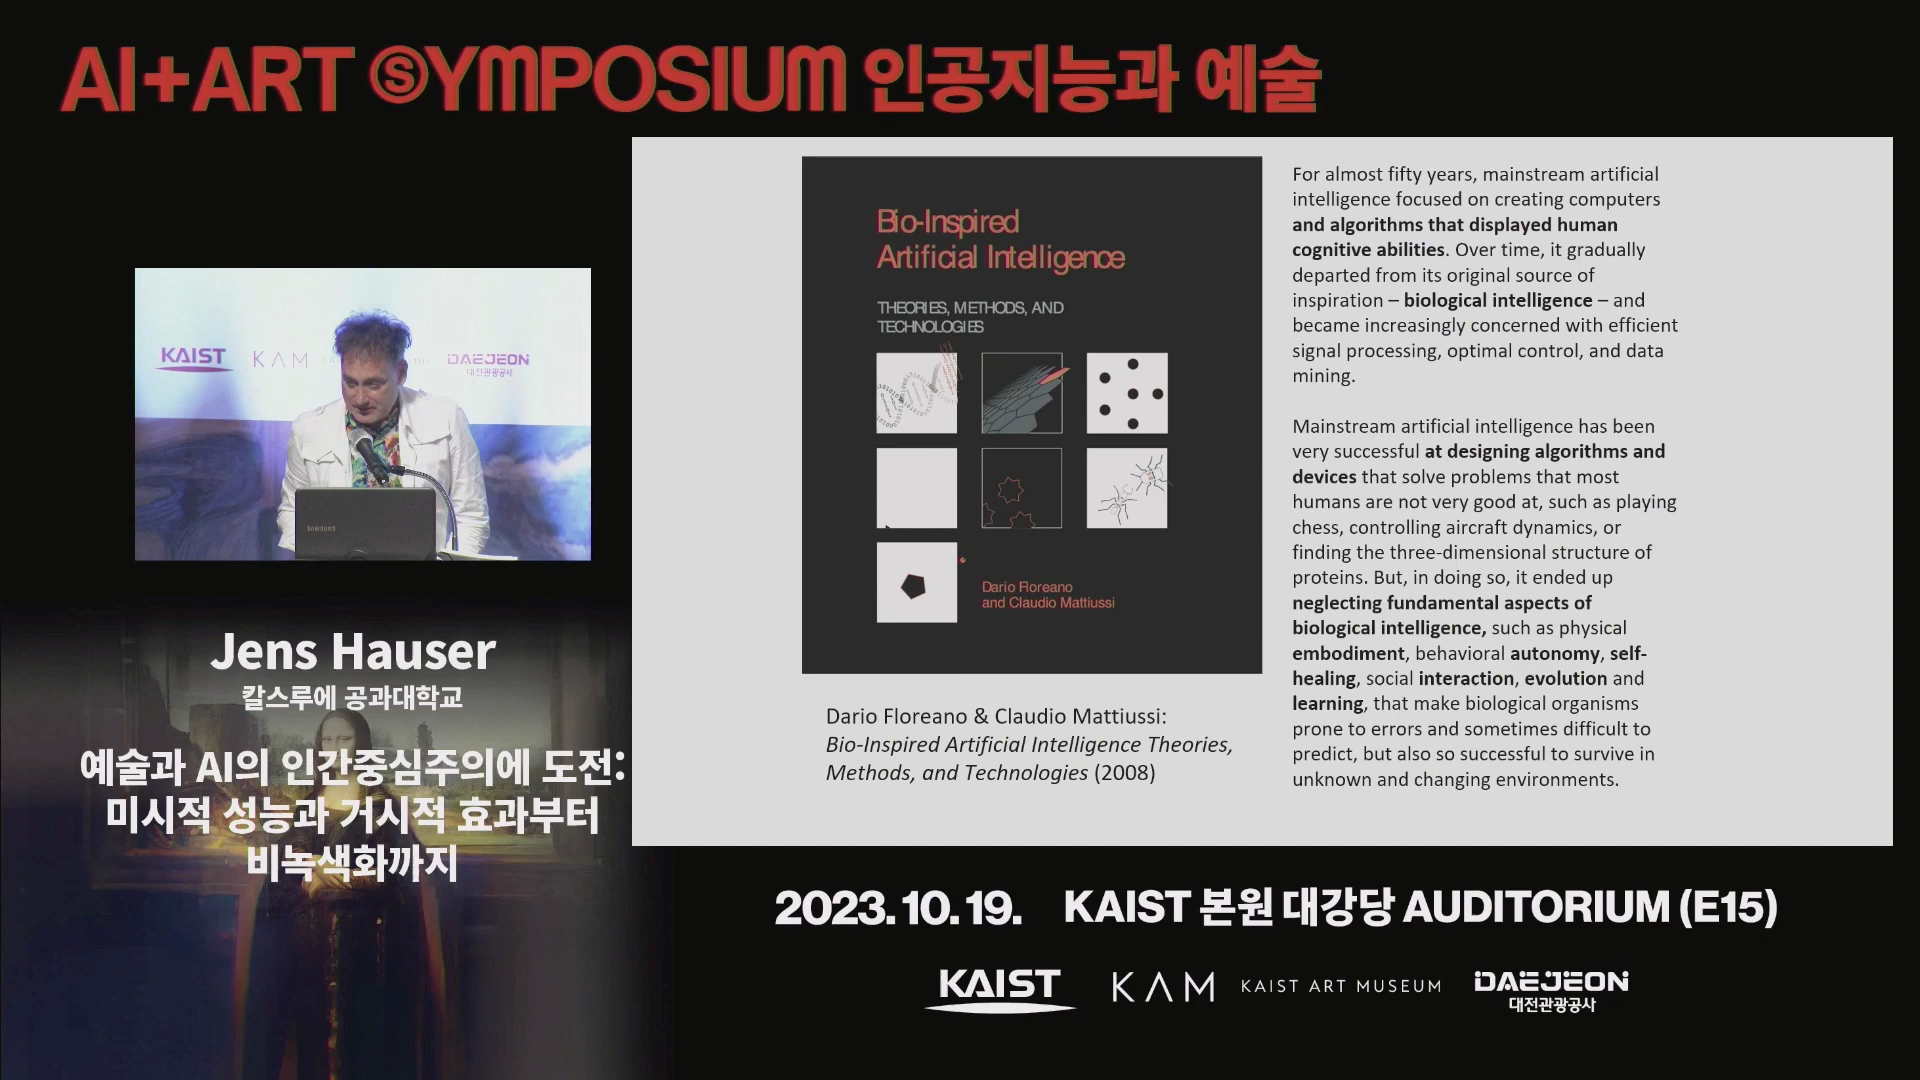 AI+ART SYMPOSIUM 인공지능과 예술
KAIST
KAM
DAEJEON
대전관광공사
SAMSUNG
Jens Hauser
칼스루에 공과대학교
예술과 AI의 인간중심주의에 도전:
미시적 성능과 거시적 효과부터
비녹색화까지
Bio-Inspired
Artificial Intelligence
THEORIES, METHODS, AND
TECHNOLOGIES
Dario Floreano
and Claudio Mattiussi
Dario Floreano & Claudio Mattiussi:
Bio-Inspired Artificial Intelligence Theories,
Methods, and Technologies (2008)
For almost fifty years, mainstream artificial
intelligence focused on creating computers
and algorithms that displayed human
cognitive abilities. Over time, it gradually
departed from its original source of
inspiration – biological intelligence – and
became increasingly concerned with efficient
signal processing, optimal control, and data
mining.
Mainstream artificial intelligence has been
very successful at designing algorithms and
devices that solve problems that most
humans are not very good at, such as playing
chess, controlling aircraft dynamics, or
finding the three-dimensional structure of
proteins. But, in doing so, it ended up
neglecting fundamental aspects of
biological intelligence, such as physical
embodiment, behavioral autonomy, self-
healing, social interaction, evolution and
learning, that make biological organisms
prone to errors and sometimes difficult to
predict, but also so successful to survive in
unknown and changing environments.
2023. 10. 19. KAIST 본원 대강당 AUDITORIUM (E15)
KAIST
KAM KAIST ART MUSEUM
DAEJEON
대전관광공사